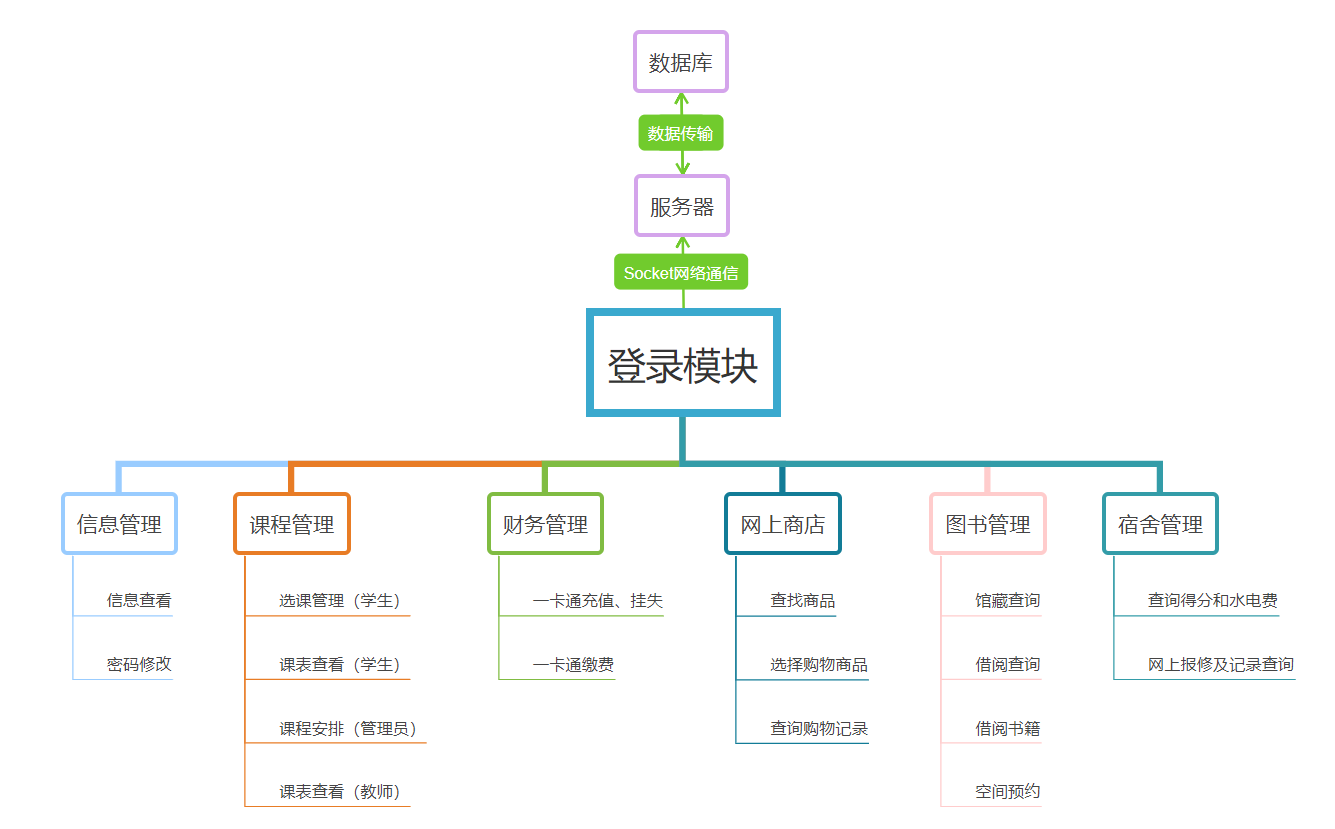 数据库
数据传输
服务器
Socket网络通信
登录模块
信息管理
课程管理
财务管理
网上商店
图书管理
宿舍管理
信息查看
密码修改
选课管理（学生）
课表查看（学生）
课程安排（管理员）
课表查看（教师）
一卡通充值、挂失
一卡通缴费
查找商品
选择购物商品
查询购物记录
馆藏查询
借阅查询
借阅书籍
空间预约
查询得分和水电费
网上报修及记录查询